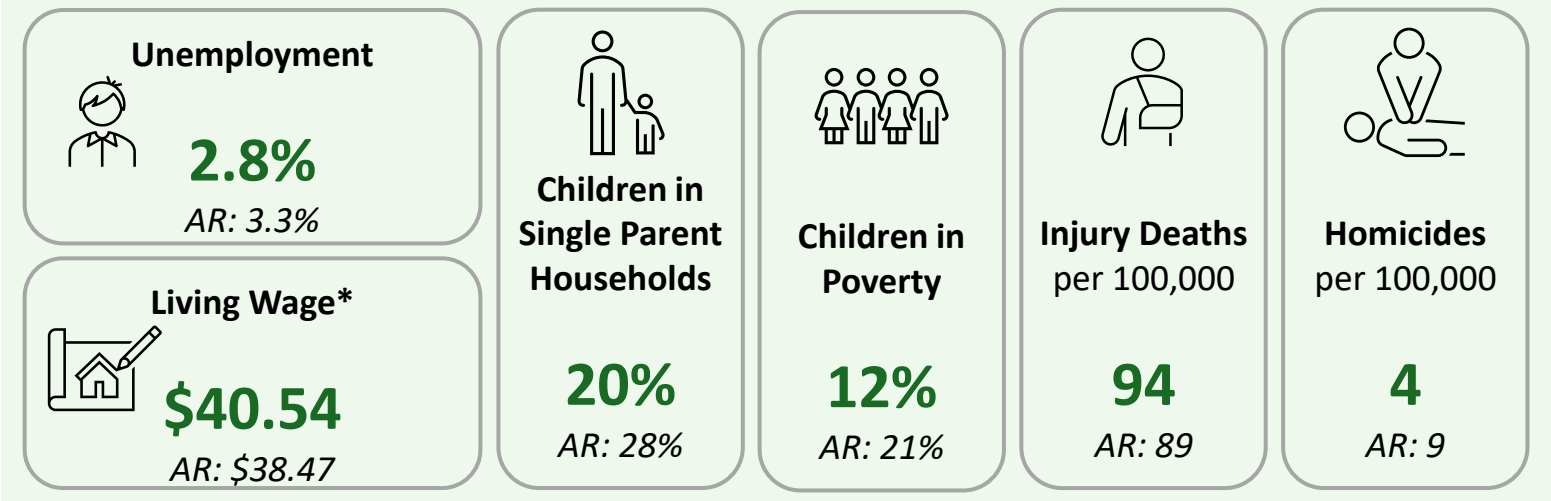 Unemployment
2.8%
AR: 3.3%
Living Wage*
$40.54
AR: $38.47
Children in
Single Parent
Households
20%
AR: 28%
Children in
Poverty
12%
AR: 21%
Injury Deaths
per 100,000
94
AR: 89
Homicides
per 100,000
4
AR: 9